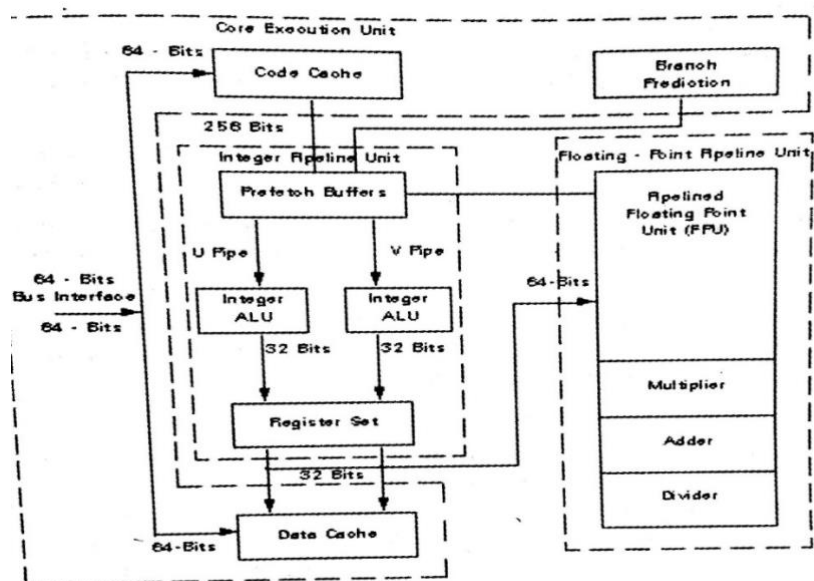 Core Execution Unit
64 - Bits
Code Cache
Branch
Prediction
256 Bits
Integer Pipeline Unit
Floating - Point Pipeline Unit
Prefetch Buffers
Pipelined
Floating Point
Unit (FPU)
U Pipe
V Pipe
64 - Bits
Bus Interface
64 - Bits
64-Bits
Integer
ALU
Integer
ALU
32 Bits
32 Bits
Multiplier
Register Set
Adder
32 Bits
Divider
Data Cache
64-Bits